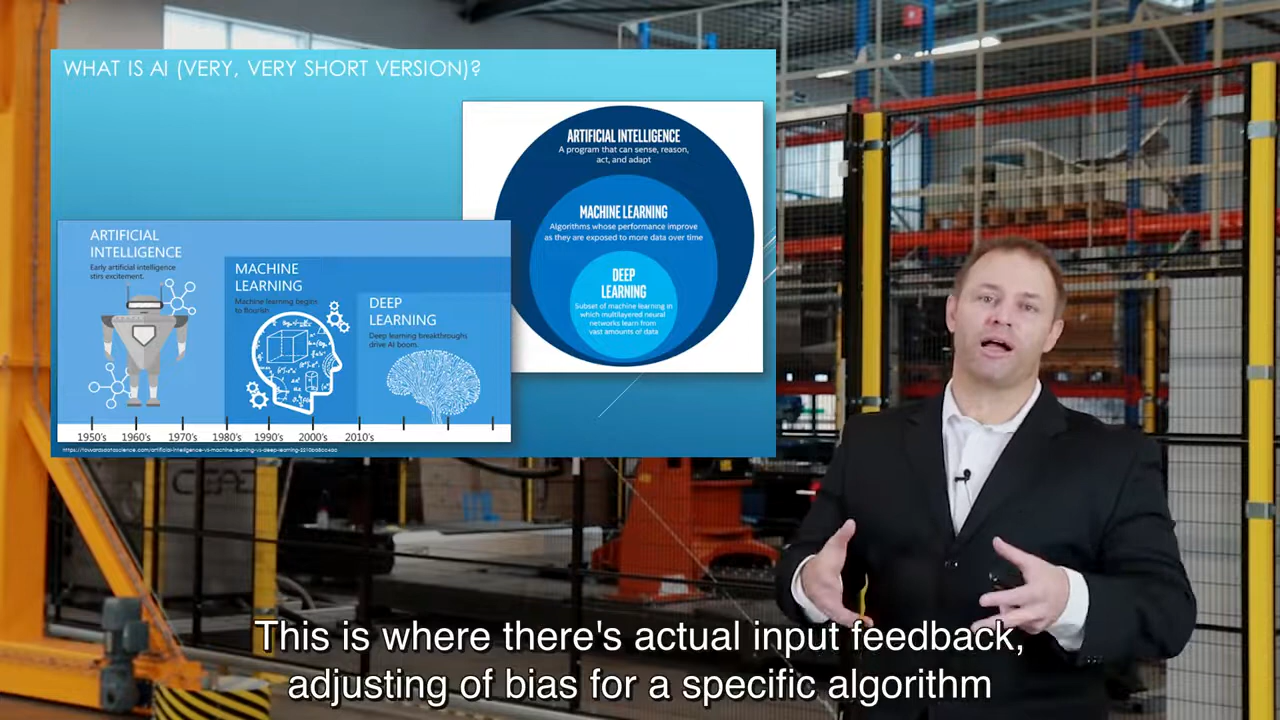 WHAT IS AI (VERY, VERY SHORT VERSION)?
ARTIFICIAL INTELLIGENCE
A program that can sense, reason,
act, and adapt
MACHINE LEARNING
Algorithms whose performance improve
as they are exposed to more data over time
DEEP
LEARNING
Subset of machine learning in
which multilayered neural
networks learn from
vast amounts of data
ARTIFICIAL
INTELLIGENCE
Early artificial intelligence
stirs excitement.
MACHINE
LEARNING
Machine learning begins
to flourish
DEEP
LEARNING
Deep learning breakthroughs
drive AI boom.
1950's 1960's 1970's 1980's 1990's 2000's 2010's
This is where there's actual input feedback,
adjusting of bias for a specific algorithm